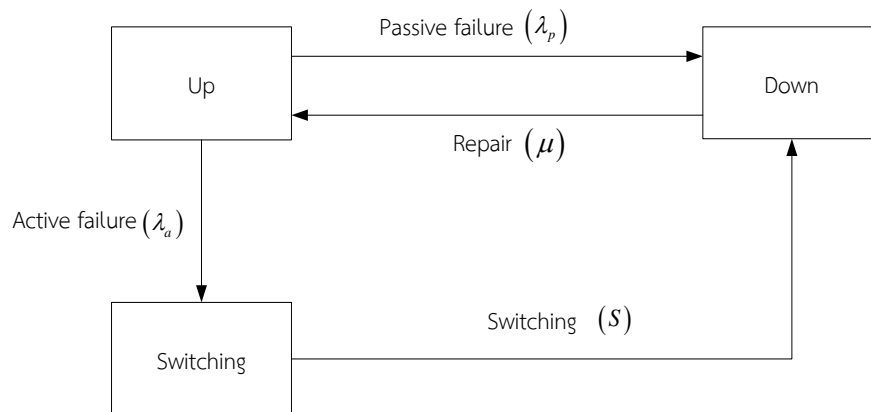 Passive failure (λₚ)
Up
Down
Repair (μ)
Active failure (λₐ)
Switching (S)
Switching